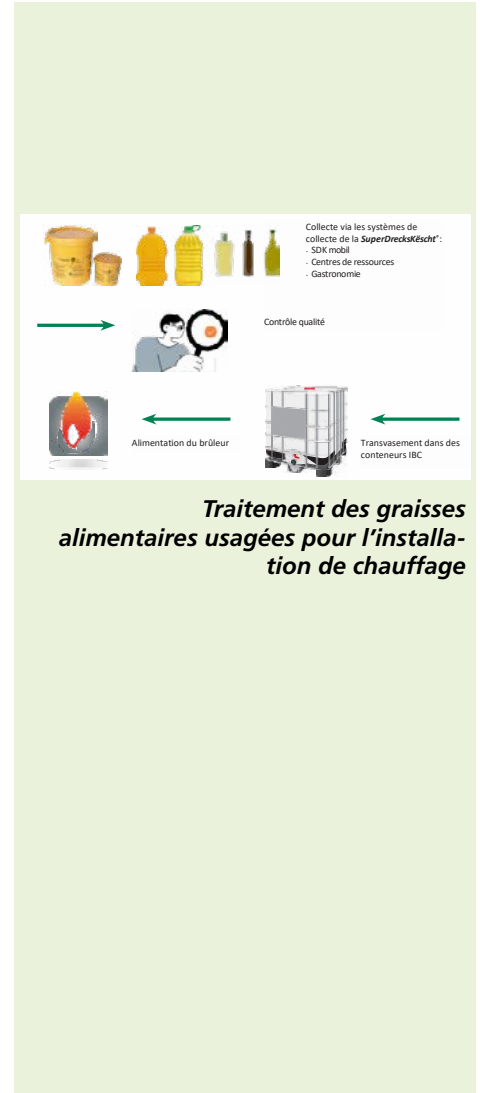 Collecte via les systèmes de
collecte de la SuperDrecksKëscht®:
- SDK mobil
- Centres de ressources
- Gastronomie
Contrôle qualité
Alimentation du brûleur
Transvasement dans des
conteneurs IBC
Traitement des graisses
alimentaires usagées pour l'installa-
tion de chauffage